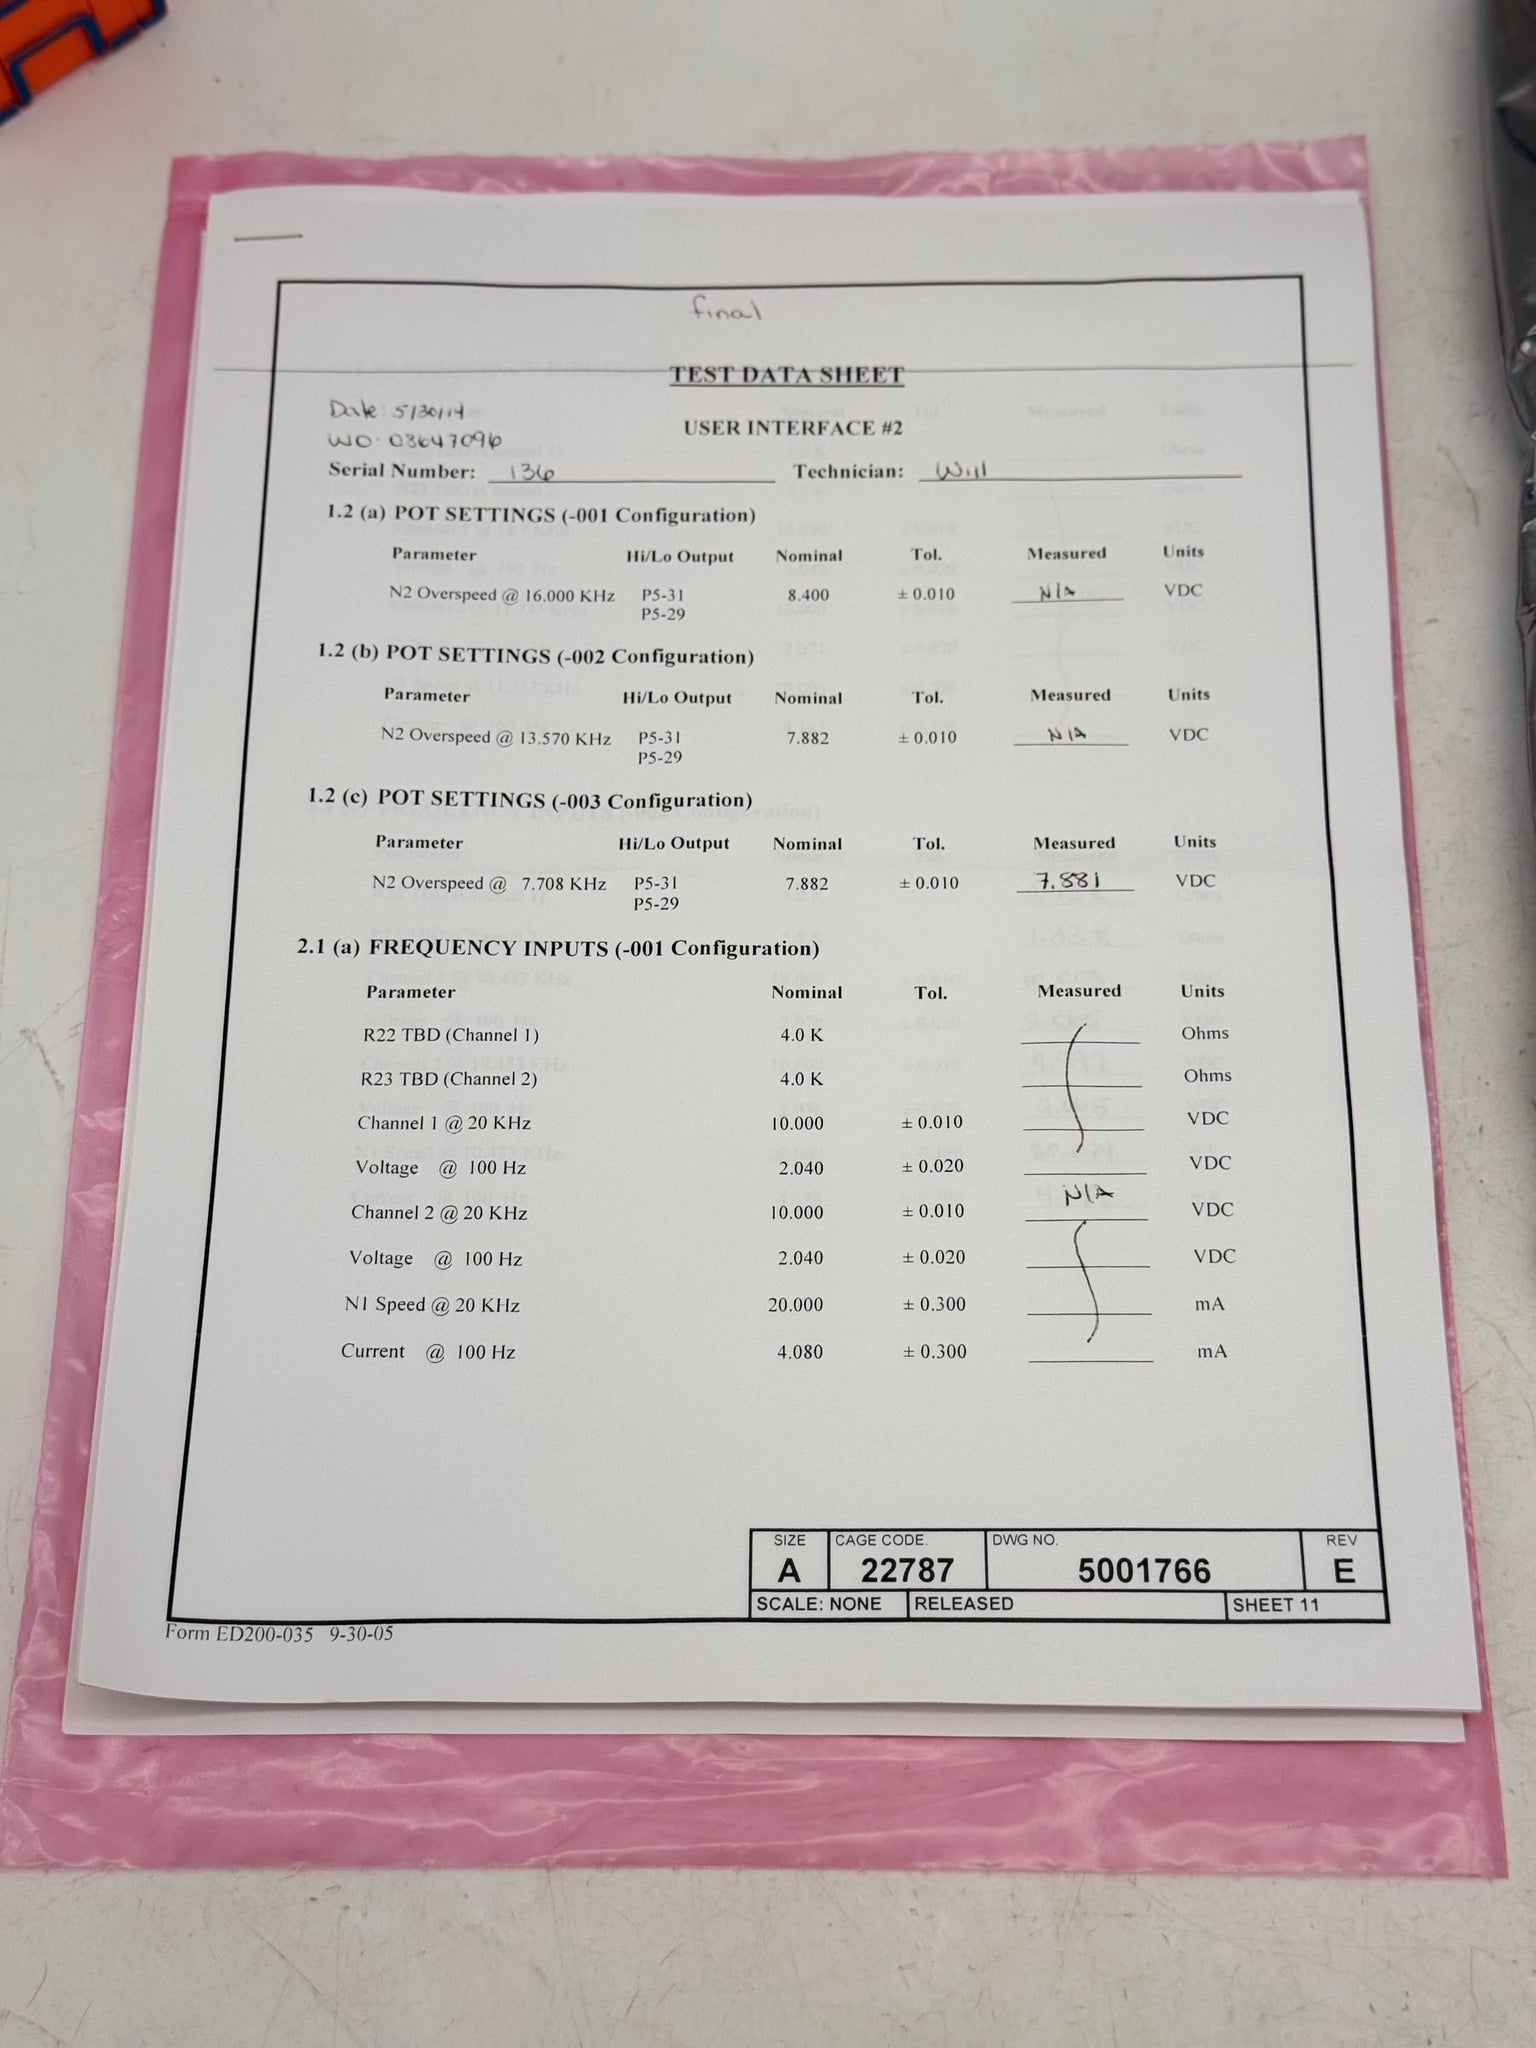 final
TEST DATA SHEET
Date: 5/30/14
USER INTERFACE #2
WO: 03647096
Serial Number: 136 Technician: Will
1.2 (a) POT SETTINGS (-001 Configuration)
Parameter Hi/Lo Output Nominal Tol. Measured Units
N2 Overspeed @ 16.000 KHz P5-31 8.400 ± 0.010 N/A VDC
P5-29
1.2 (b) POT SETTINGS (-002 Configuration)
Parameter Hi/Lo Output Nominal Tol. Measured Units
N2 Overspeed @ 13.570 KHz P5-31 7.882 ± 0.010 N/A VDC
P5-29
1.2 (c) POT SETTINGS (-003 Configuration)
Parameter Hi/Lo Output Nominal Tol. Measured Units
N2 Overspeed @ 7.708 KHz P5-31 7.882 ± 0.010 7.881 VDC
P5-29
2.1 (a) FREQUENCY INPUTS (-001 Configuration)
Parameter Nominal Tol. Measured Units
R22 TBD (Channel 1) 4.0 K Ohms
R23 TBD (Channel 2) 4.0 K Ohms
Channel 1 @ 20 KHz 10.000 ± 0.010 VDC
Voltage @ 100 Hz 2.040 ± 0.020 VDC
Channel 2 @ 20 KHz 10.000 ± 0.010 N/A VDC
Voltage @ 100 Hz 2.040 ± 0.020 VDC
N1 Speed @ 20 KHz 20.000 ± 0.300 mA
Current @ 100 Hz 4.080 ± 0.300 mA
SIZE CAGE CODE. DWG NO. REV
A 22787 5001766 E
SCALE: NONE RELEASED SHEET 11
Form ED200-035 9-30-05